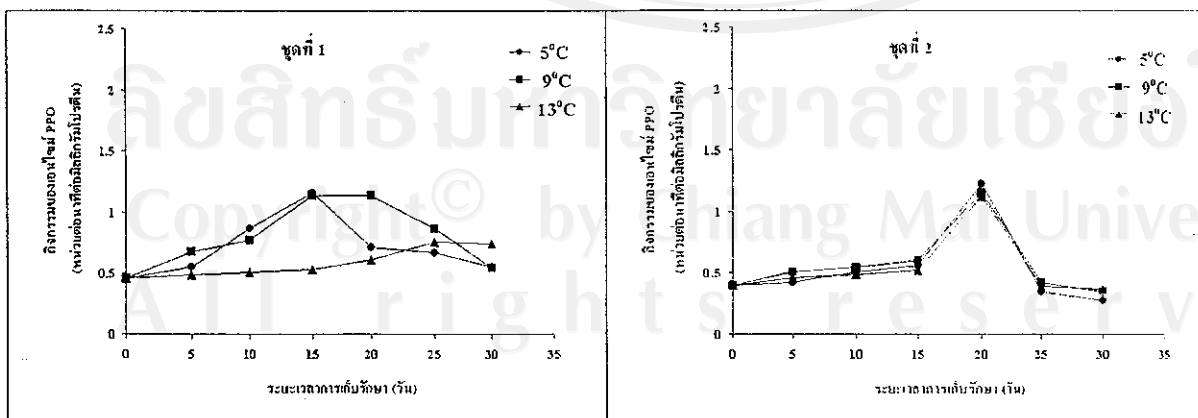 ชุดที่ 1
5°C
9°C
13°C
กิจกรรมของเอนไซม์ PPO
(หน่วยต่อนาทีต่อมิลลิกรัมโปรตีน)
2.5
2
1.5
1
0.5
0
0 5 10 15 20 25 30 35
ระยะเวลาการเก็บรักษา (วัน)
ชุดที่ 2
5°C
9°C
13°C
กิจกรรมของเอนไซม์ PPO
(หน่วยต่อนาทีต่อมิลลิกรัมโปรตีน)
2.5
2
1.5
1
0.5
0
0 5 10 15 20 25 30 35
ระยะเวลาการเก็บรักษา (วัน)
ลิขสิทธิ์มหาวิทยาลัยเชียงใ
Copyright© by Chiang Mai Unive
All rights reserv